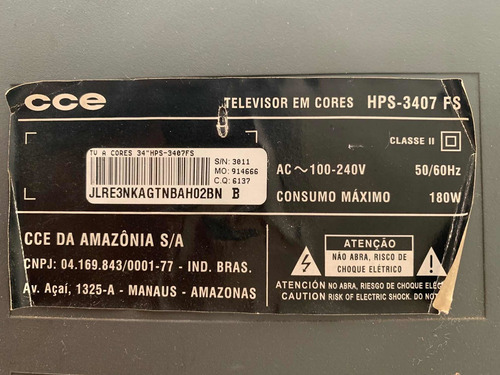 cce
TELEVISOR EM CORES HPS-3407 FS
TV A CORES 34"HPS-3407FS
S/N: 3011
MO: 914666
C.Q: 6137
JLRE3NKAGTNBAH02BN B
CLASSE II
AC ~ 100-240V 50/60Hz
CONSUMO MÁXIMO 180W
CCE DA AMAZÔNIA S/A
CNPJ: 04.169.843/0001-77 - IND. BRAS.
Av. Açaí, 1325-A - MANAUS - AMAZONAS
ATENÇÃO
NÃO ABRA, RISCO DE
CHOQUE ELÉTRICO
ATENCIÓN NO ABRA, RIESGO DE CHOQUE ELÉC
CAUTION RISK OF ELECTRIC SHOCK. DO NO